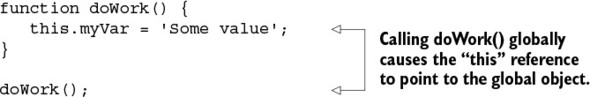 function doWork() {
   this.myVar = 'Some value';
}
doWork();
Calling doWork() globally
causes the “this” reference
to point to the global object.